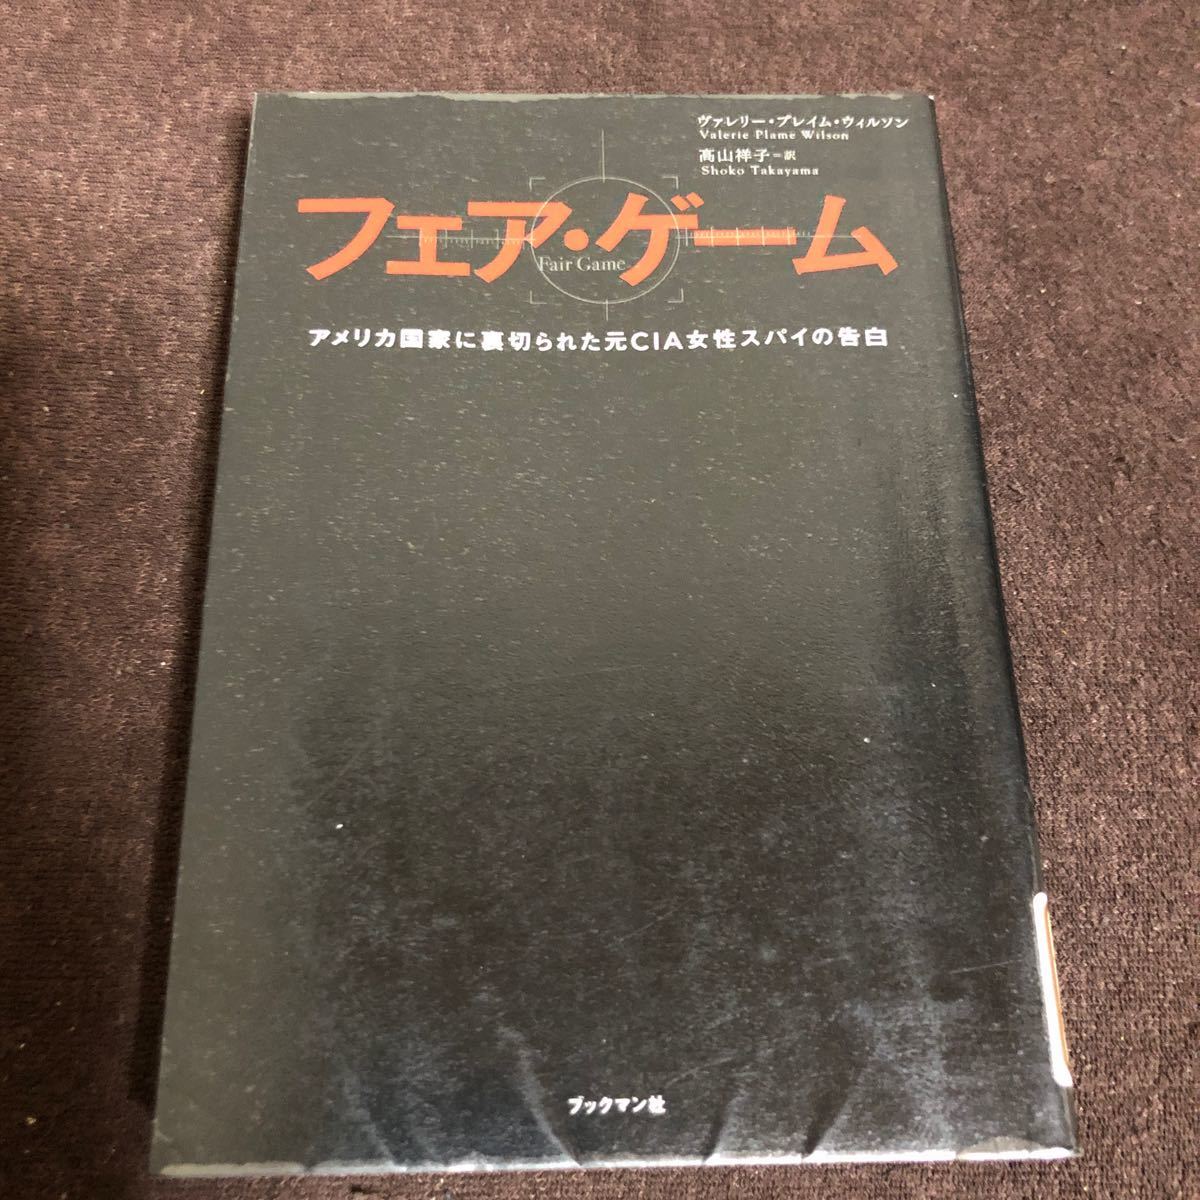 ヴァレリー・プレイム・ウィルソン
Valerie Plame Wilson
高山祥子=訳
Shoko Takayama
フェア・ゲーム
Fair Game
アメリカ国家に裏切られた元CIA女性スパイの告白
ブックマン社